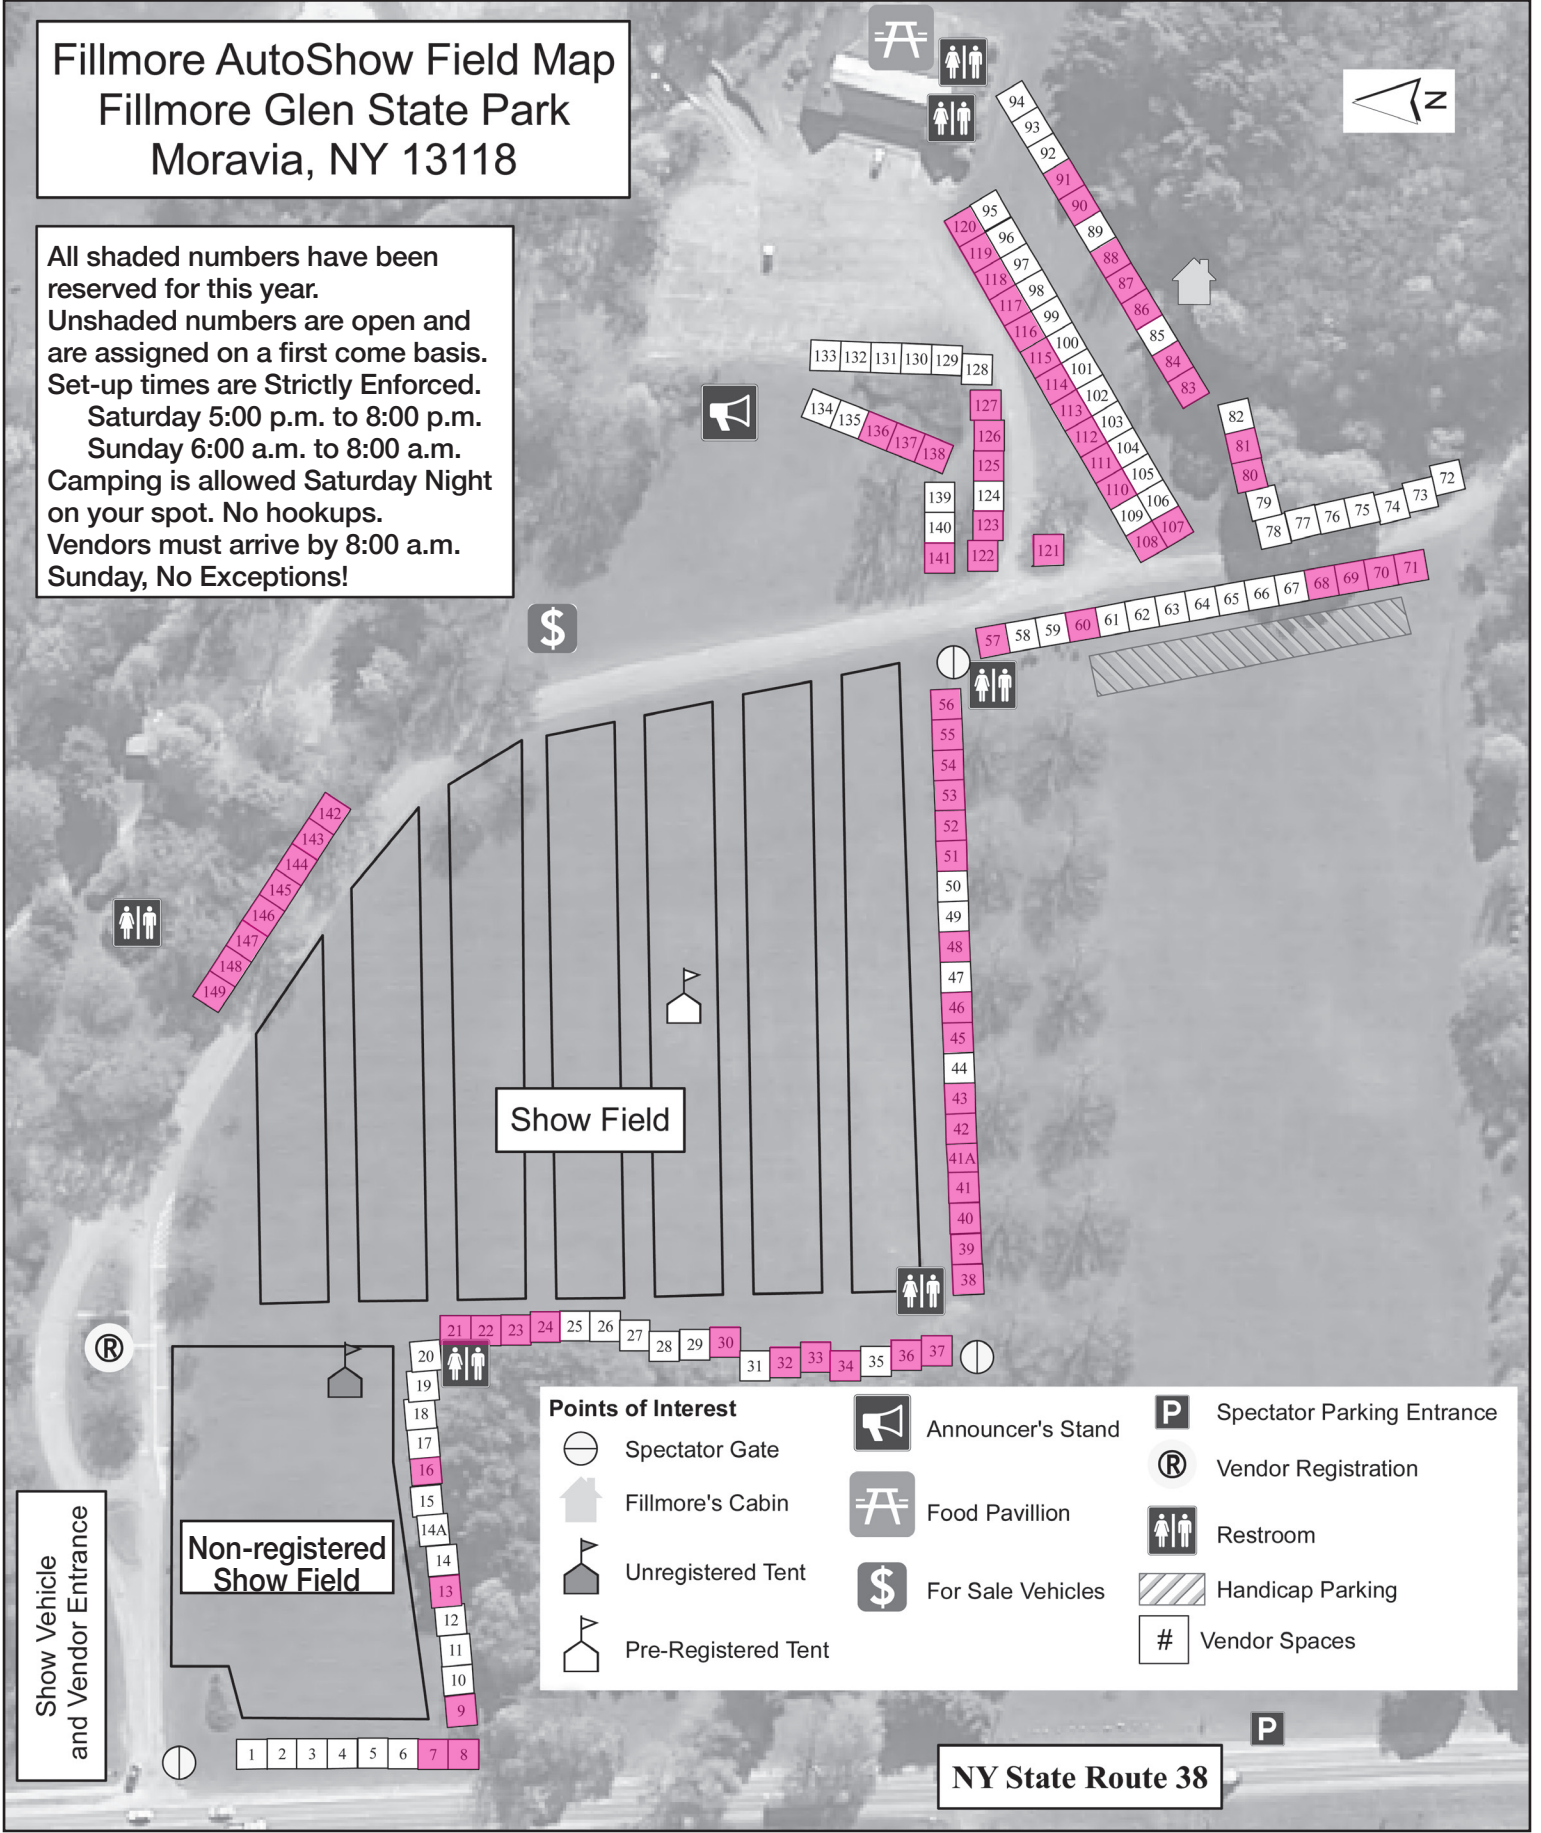 Fillmore AutoShow Field Map
Fillmore Glen State Park
Moravia, NY 13118
N
All shaded numbers have been
reserved for this year.
Unshaded numbers are open and
are assigned on a first come basis.
Set-up times are Strictly Enforced.
Saturday 5:00 p.m. to 8:00 p.m.
Sunday 6:00 a.m. to 8:00 a.m.
Camping is allowed Saturday Night
on your spot. No hookups.
Vendors must arrive by 8:00 a.m.
Sunday, No Exceptions!
94
93
92
91
90
89
88
87
86
85
84
83
95
96
97
98
99
100
101
102
103
104
105
106
107
120
119
118
117
116
115
114
113
112
111
110
109
108
133 132 131 130 129 128
134 135 136 137 138
127
126
125
124
123
122
139
140
141
121
82
81
80
79
78 77 76 75 74 73 72
57 58 59 60 61 62 63 64 65 66 67 68 69 70 71
$
56
55
54
53
52
51
50
49
48
47
46
45
44
43
42
41A
41
40
39
38
142
143
144
145
146
147
148
149
Show Field
®
21 22 23 24 25 26 27 28 29 30 31 32 33 34 35 36 37
20
19
18
17
16
15
14A
14
13
12
11
10
9
1 2 3 4 5 6 7 8
Non-registered
Show Field
Show Vehicle
and Vendor Entrance
Points of Interest
Spectator Gate
Fillmore's Cabin
Unregistered Tent
Pre-Registered Tent
Announcer's Stand
Food Pavillion
$ For Sale Vehicles
P Spectator Parking Entrance
® Vendor Registration
Restroom
Handicap Parking
# Vendor Spaces
P
NY State Route 38